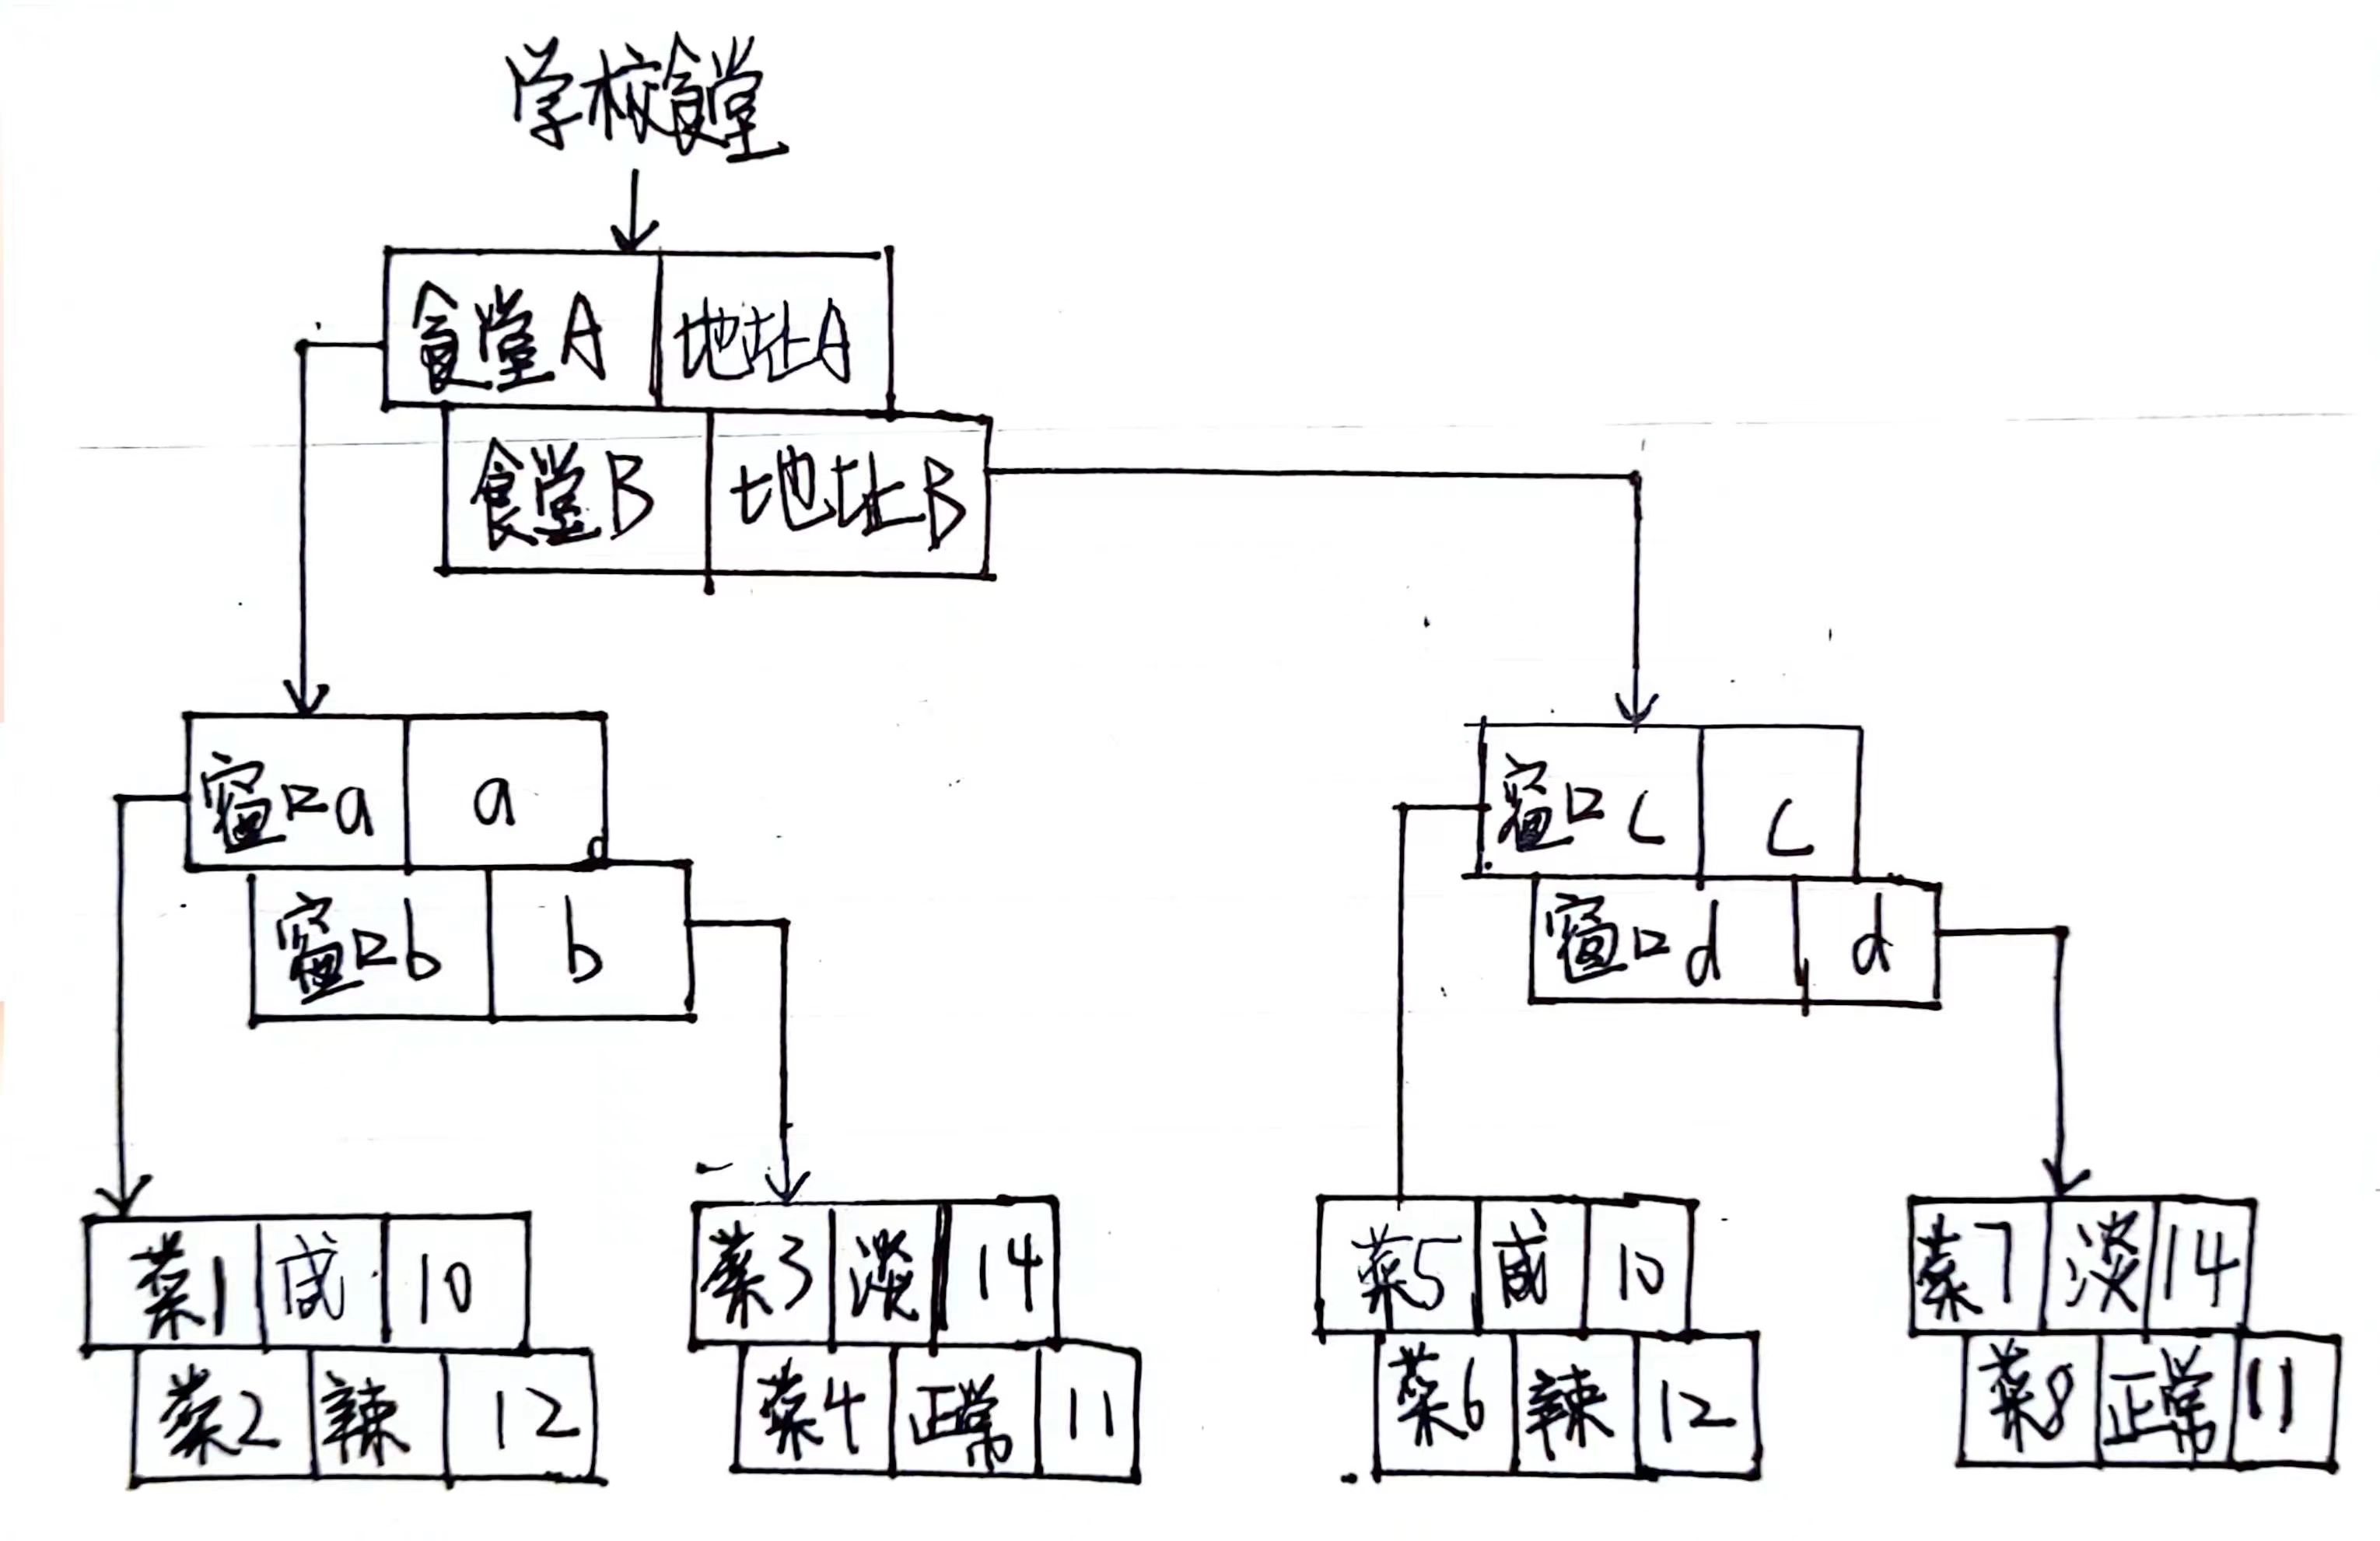 学校食堂
食堂A 地址A
食堂B 地址B
窗口a a
窗口b b
窗口c c
窗口d d
菜1 咸 10
菜2 辣 12
菜3 淡 14
菜4 正常 11
菜5 咸 10
菜6 辣 12
菜7 淡 14
菜8 正常 11